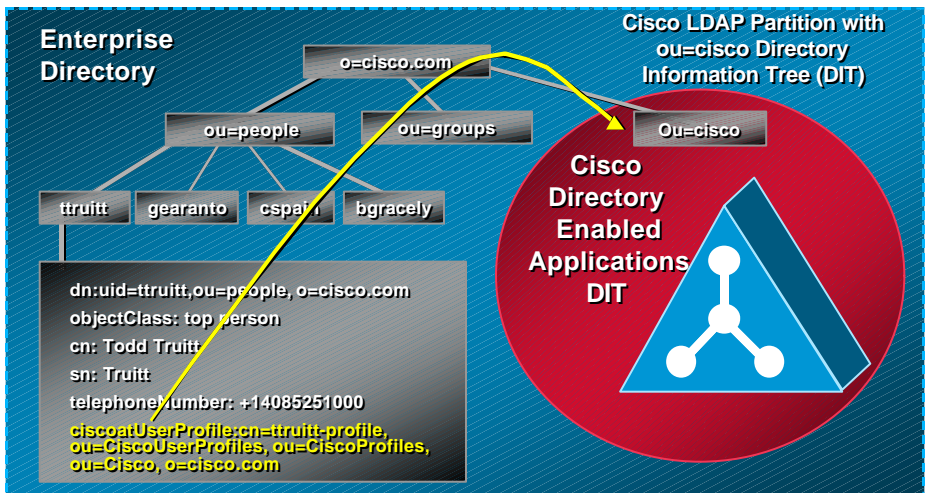 Enterprise
Directory
Cisco LDAP Partition with
ou=cisco Directory
Information Tree (DIT)
o=cisco.com
ou=people
ou=groups
Ou=cisco
ttruitt
gearanto
cspain
bgracely
Cisco
Directory
Enabled
Applications
DIT
dn:uid=ttruitt,ou=people, o=cisco.com
objectClass: top person
cn: Todd Truitt
sn: Truitt
telephoneNumber: +14085251000
ciscoatUserProfile:cn=ttruitt-profile,
ou=CiscoUserProfiles, ou=CiscoProfiles,
ou=Cisco, o=cisco.com